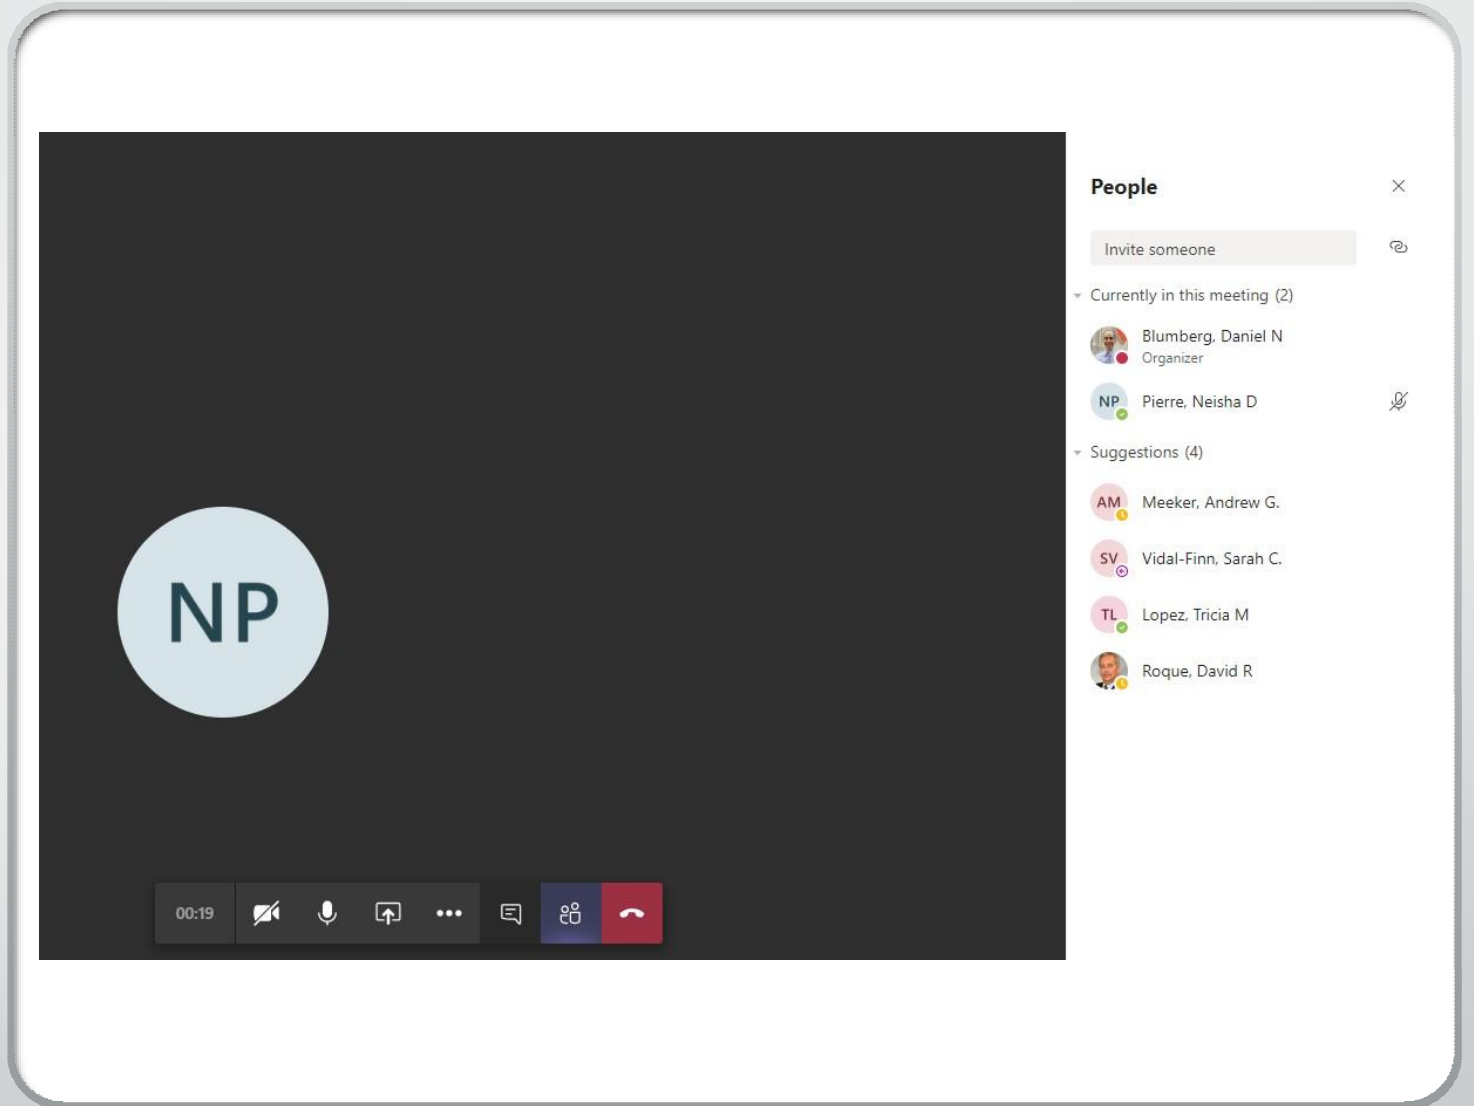 People
Invite someone
Currently in this meeting (2)
Blumberg, Daniel N
Organizer
NP Pierre, Neisha D
Suggestions (4)
AM Meeker, Andrew G.
SV Vidal-Finn, Sarah C.
TL Lopez, Tricia M
Roque, David R
NP
00:19